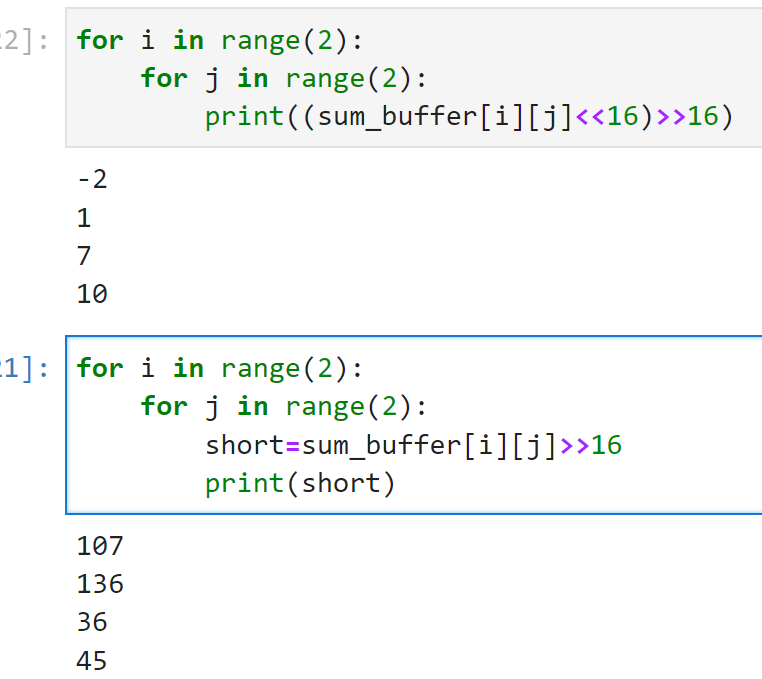 2]:
for i in range(2):
    for j in range(2):
        print((sum_buffer[i][j]<<16)>>16)
-2
1
7
10
21]:
for i in range(2):
    for j in range(2):
        short=sum_buffer[i][j]>>16
        print(short)
107
136
36
45